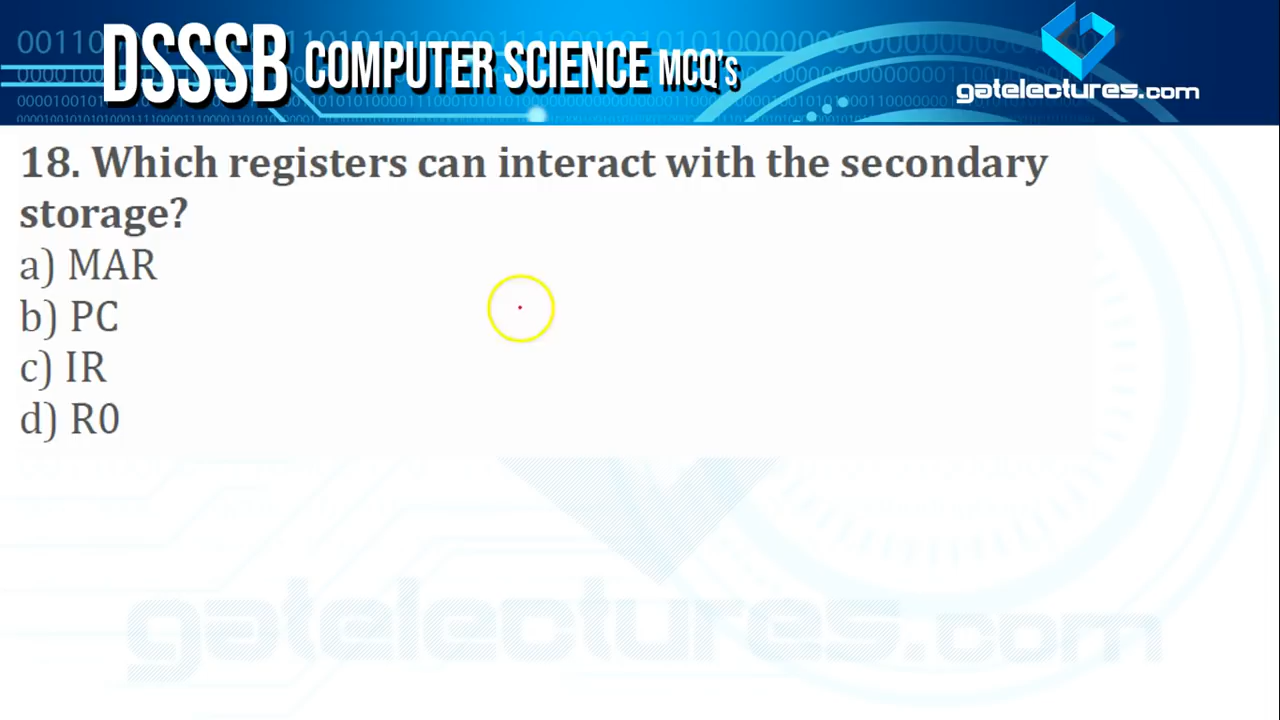 DSSSB COMPUTER SCIENCE MCQ's
gatelectures.com
18. Which registers can interact with the secondary
storage?
a) MAR
b) PC
c) IR
d) R0
gatelectures.com